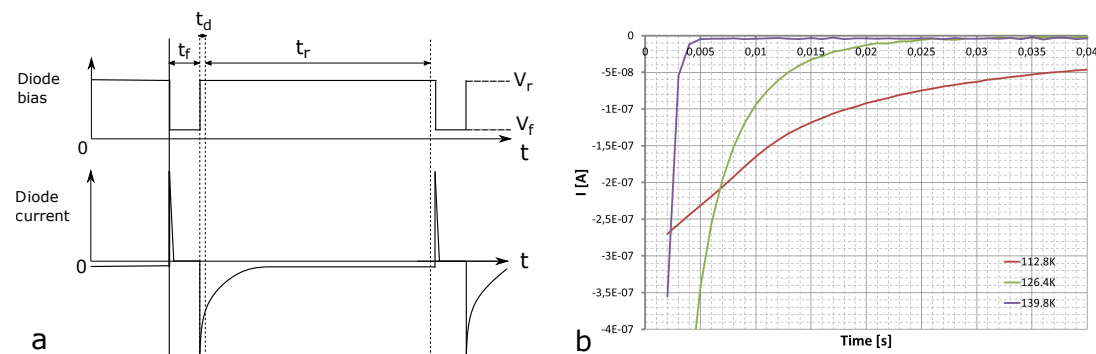 a
t_d
t_f
t_r
Diode
bias
V_r
V_f
0
t
Diode
current
0
t
b
0
-5E-08
-1E-07
-1,5E-07
-2E-07
-2,5E-07
-3E-07
-3,5E-07
-4E-07
0 0,005 0,01 0,015 0,02 0,025 0,03 0,035 0,04
I [A]
Time [s]
112.8K
126.4K
139.8K